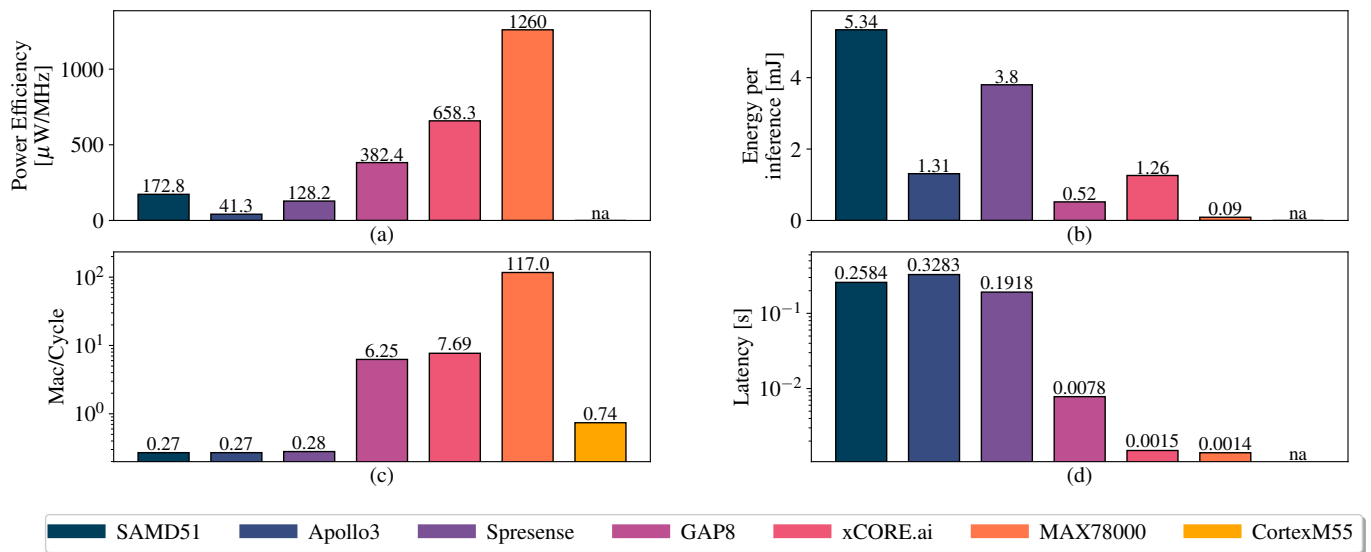 Power Efficiency
[μW/MHz]
1000
500
0
172.8
41.3
128.2
382.4
658.3
1260
na
(a)
Energy per
inference [mJ]
4
2
0
5.34
1.31
3.8
0.52
1.26
0.09
na
(b)
Mac/Cycle
10²
10¹
10⁰
0.27
0.27
0.28
6.25
7.69
117.0
0.74
(c)
Latency [s]
10⁻¹
10⁻²
0.2584
0.3283
0.1918
0.0078
0.0015
0.0014
na
(d)
SAMD51 Apollo3 Spresense GAP8 xCORE.ai MAX78000 CortexM55